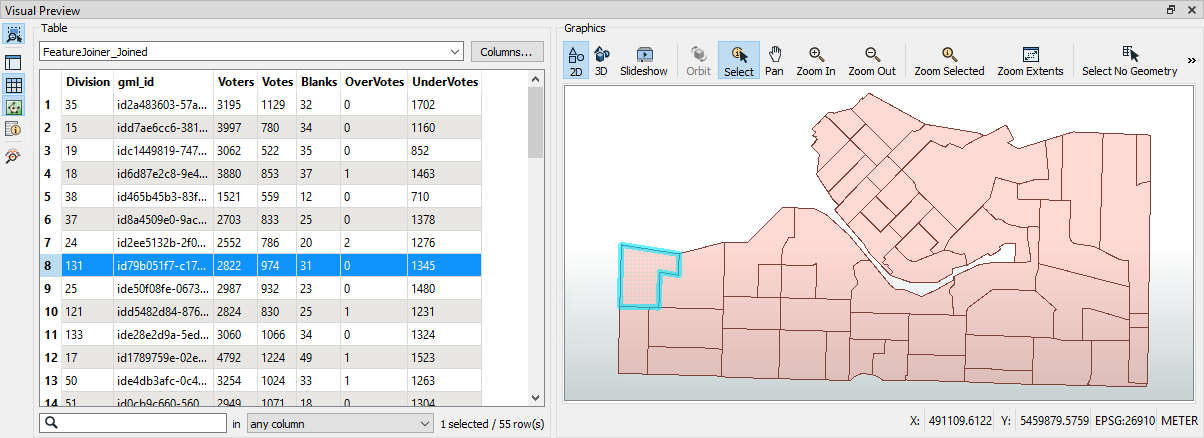 Visual Preview
Table
FeatureJoiner_Joined
Columns...
Division gml_id Voters Votes Blanks OverVotes UnderVotes
1 35 id2a483603-57a... 3195 1129 32 0 1702
2 15 idd7ae6cc6-381... 3997 780 34 0 1160
3 19 idc1449819-747... 3062 522 35 0 852
4 18 id6d87e2c8-9e4... 3880 853 37 1 1463
5 38 id465b45b3-83f... 1521 559 12 0 710
6 37 id8a4509e0-9ac... 2703 833 25 0 1378
7 24 id2ee5132b-2f0... 2552 786 20 2 1276
8 131 id79b051f7-c17... 2822 974 31 0 1345
9 25 ide50f08fe-0673... 2987 932 23 0 1480
10 121 idd5482d84-876... 2824 830 25 1 1231
11 133 ide28e2d9a-5ed... 3060 1066 34 0 1324
12 17 id1789759e-02e... 4792 1224 49 1 1523
13 50 ide4db3afc-0c4... 3254 1024 33 1 1263
14 51 id0cb9c660-560... 2949 1071 18 0 1304
in any column 1 selected / 55 row(s)
Graphics
2D 3D Slideshow Orbit Select Pan Zoom In Zoom Out Zoom Selected Zoom Extents Select No Geometry »
X: 491109.6122 Y: 5459879.5759 EPSG:26910 METER